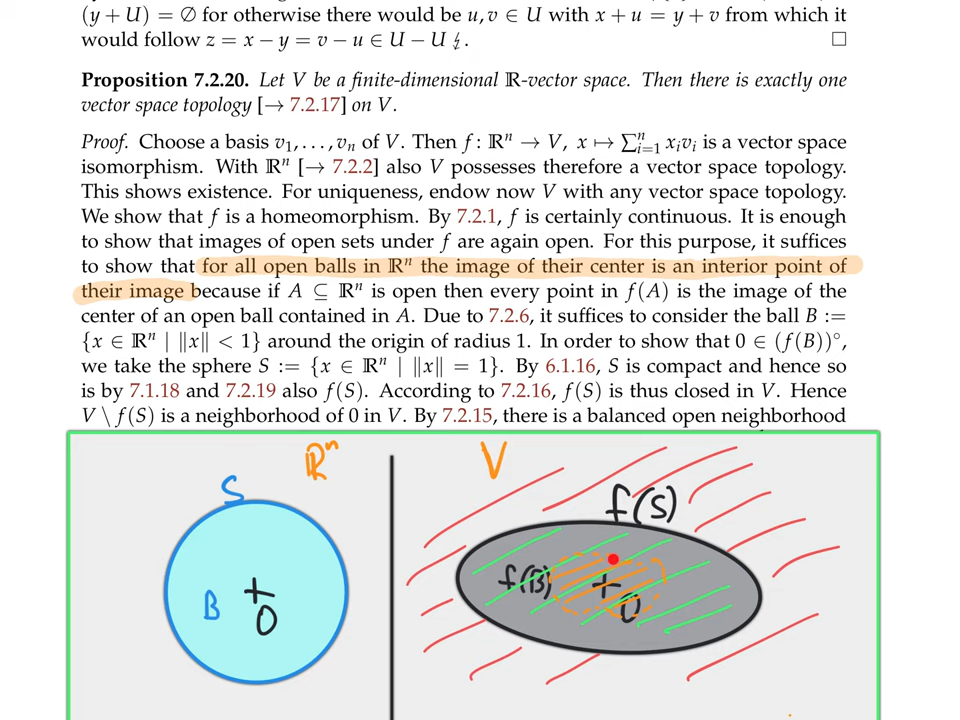 (y + U) = ∅ for otherwise there would be u, v ∈ U with x + u = y + v from which it
would follow z = x − y = v − u ∈ U − U ↯.  □
Proposition 7.2.20. Let V be a finite-dimensional ℝ-vector space. Then there is exactly one
vector space topology [→ 7.2.17] on V.
Proof. Choose a basis v₁, . . . , vₙ of V. Then f : ℝⁿ → V, x ↦ ∑ⁿᵢ₌₁ xᵢvᵢ is a vector space
isomorphism. With ℝⁿ [→ 7.2.2] also V possesses therefore a vector space topology.
This shows existence. For uniqueness, endow now V with any vector space topology.
We show that f is a homeomorphism. By 7.2.1, f is certainly continuous. It is enough
to show that images of open sets under f are again open. For this purpose, it suffices
to show that for all open balls in ℝⁿ the image of their center is an interior point of
their image because if A ⊆ ℝⁿ is open then every point in f(A) is the image of the
center of an open ball contained in A. Due to 7.2.6, it suffices to consider the ball B :=
{x ∈ ℝⁿ | ‖x‖ < 1} around the origin of radius 1. In order to show that 0 ∈ (f(B))°,
we take the sphere S := {x ∈ ℝⁿ | ‖x‖ = 1}. By 6.1.16, S is compact and hence so
is by 7.1.18 and 7.2.19 also f(S). According to 7.2.16, f(S) is thus closed in V. Hence
V \ f(S) is a neighborhood of 0 in V. By 7.2.15, there is a balanced open neighborhood
ℝⁿ
S
B
0
V
f(S)
f(B)
0